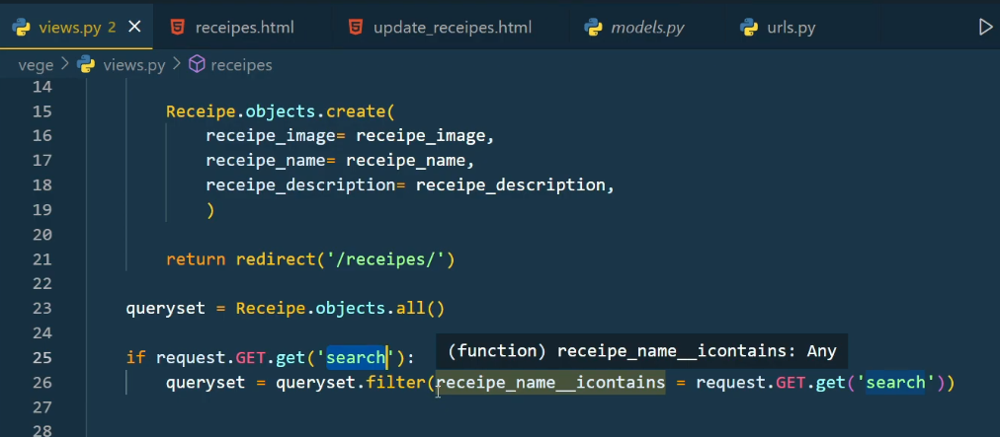 views.py 2 × receipes.html update_receipes.html models.py urls.py
vege > views.py > receipes
14
15 Receipe.objects.create(
16 receipe_image= receipe_image,
17 receipe_name= receipe_name,
18 receipe_description= receipe_description,
19 )
20
21 return redirect('/receipes/')
22
23 queryset = Receipe.objects.all()
24
25 if request.GET.get('search'):
(function) receipe_name__icontains: Any
26 queryset = queryset.filter(receipe_name__icontains = request.GET.get('search'))
27
28